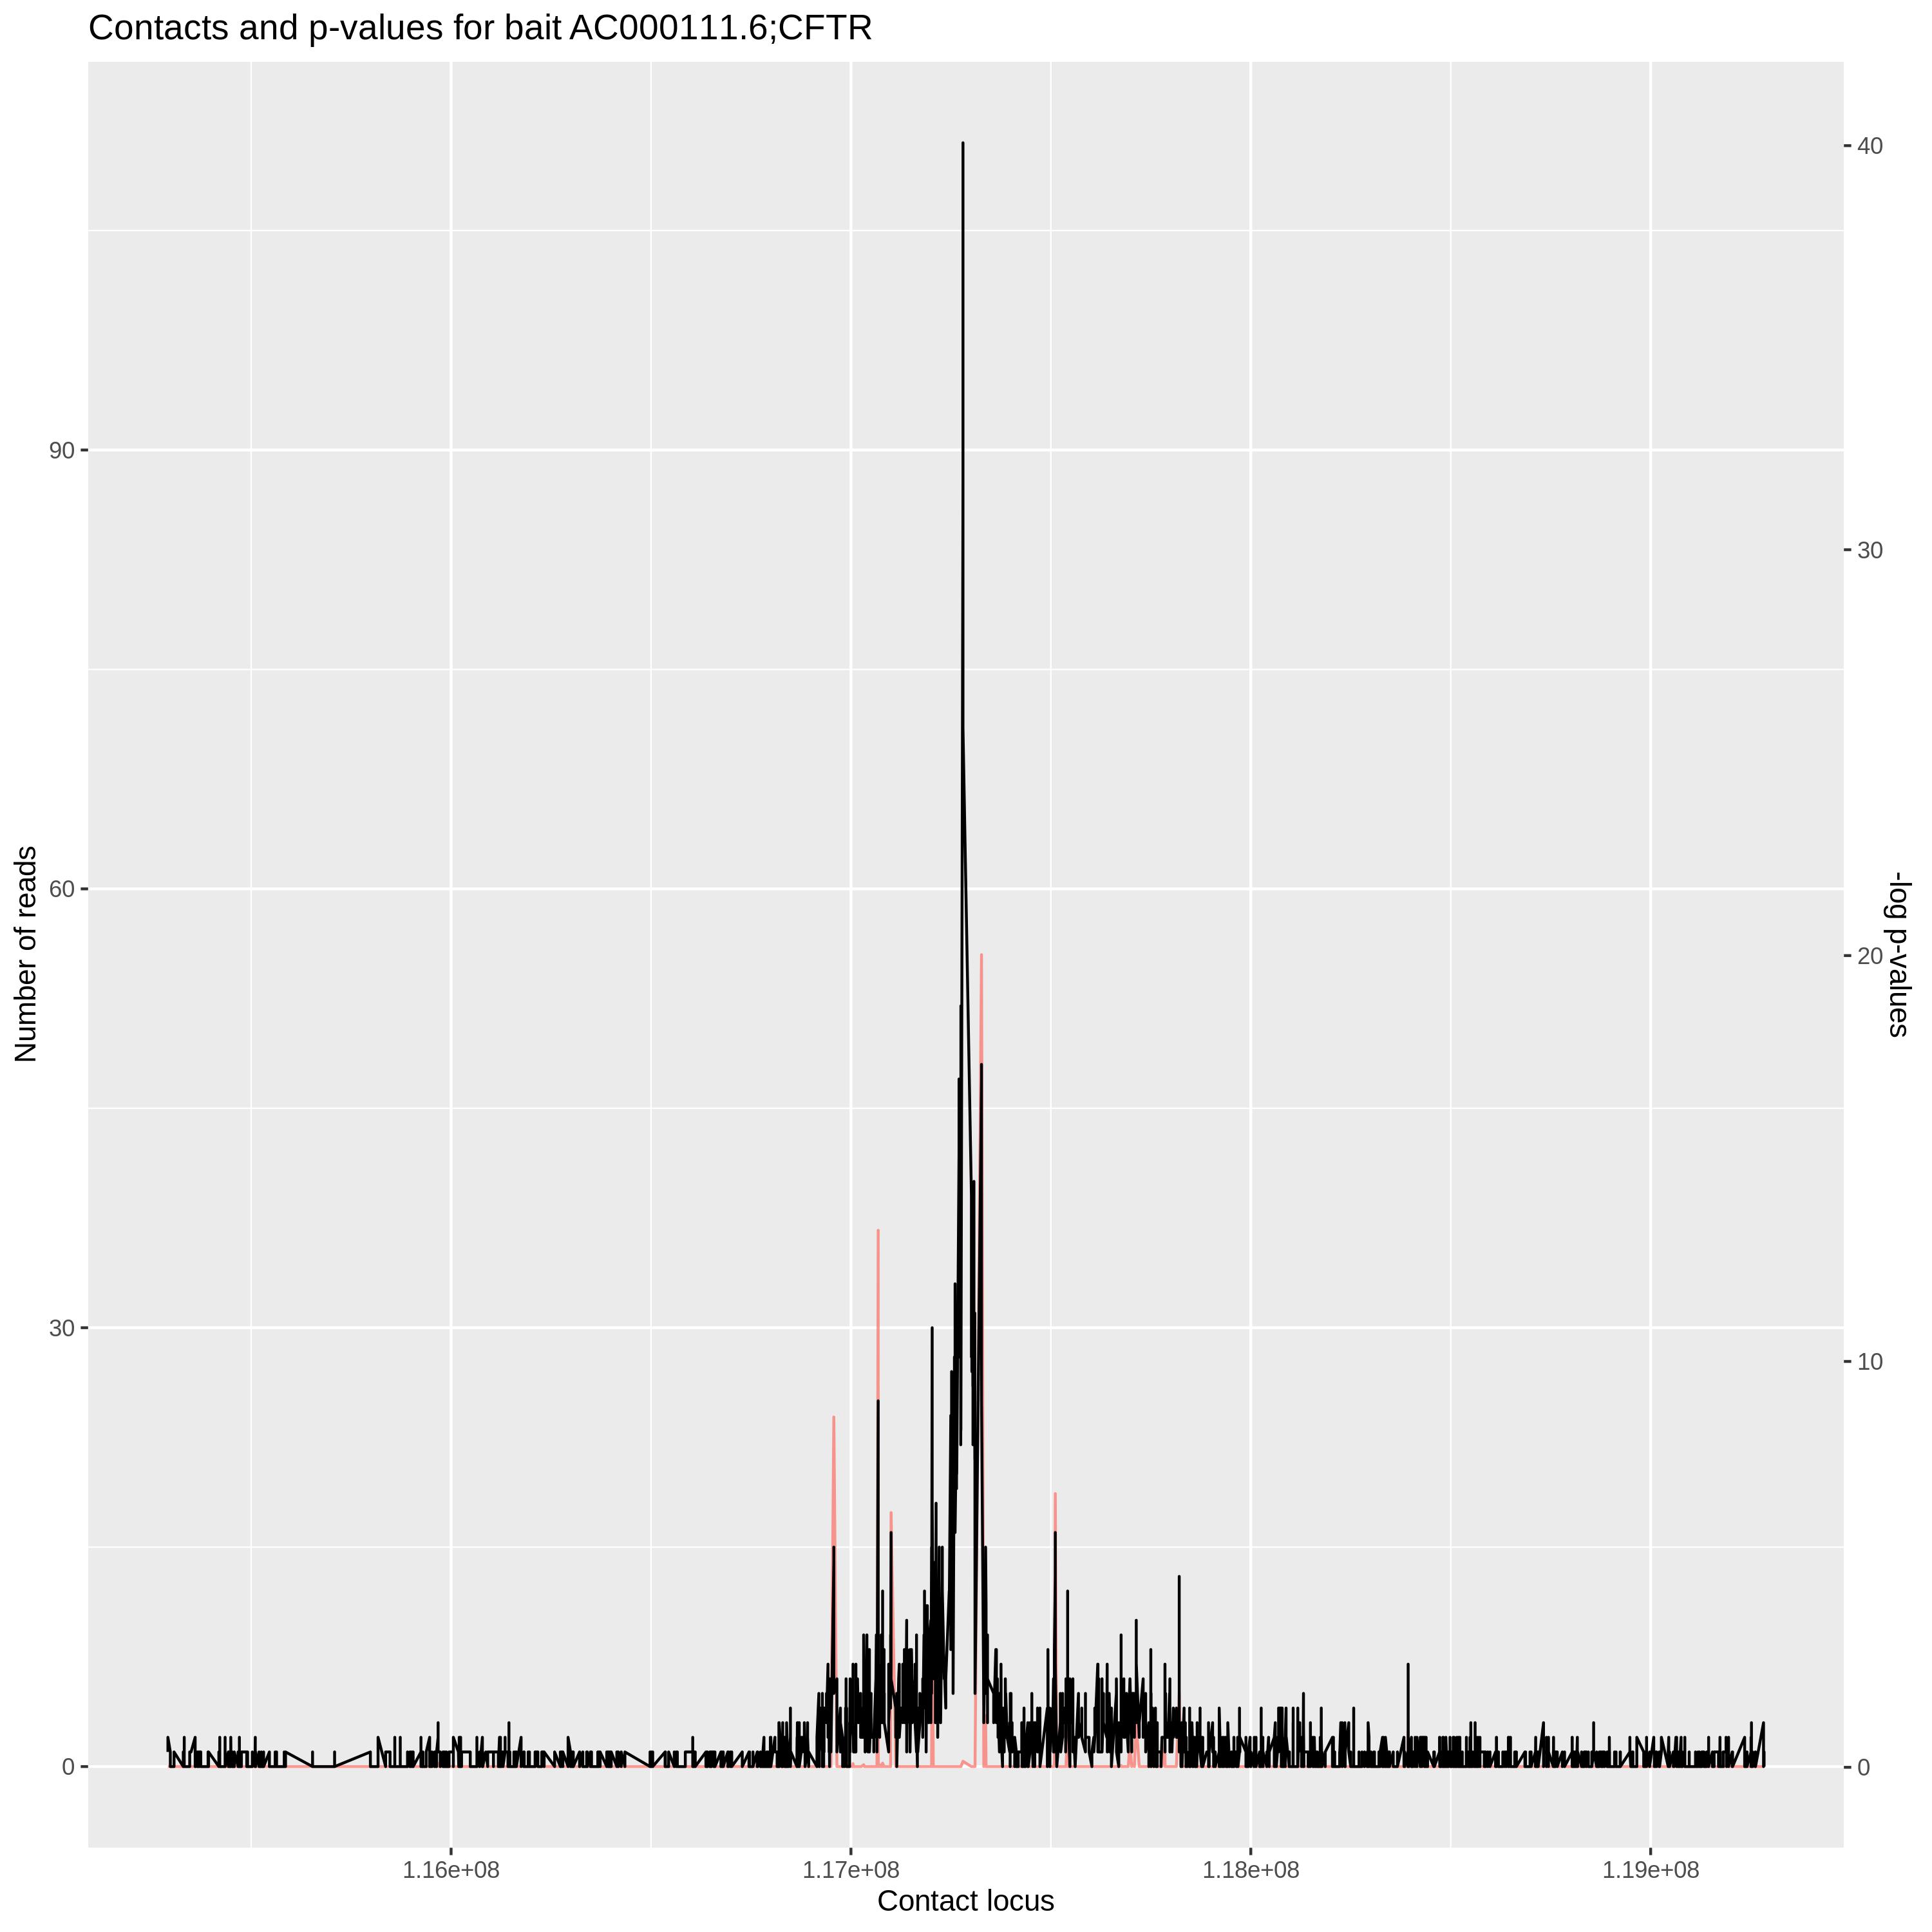 Contacts and p-values for bait AC000111.6;CFTR
40
90
30
Number of reads
60
-log p-values
20
30
10
0
0
1.16e+08
1.17e+08
1.18e+08
1.19e+08
Contact locus